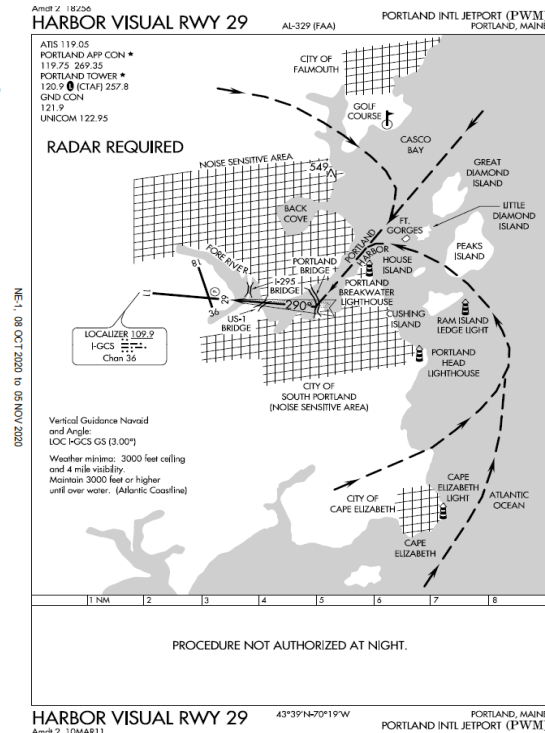 Amdt 2 18256
HARBOR VISUAL RWY 29
AL-329 (FAA)
PORTLAND INTL JETPORT (PWM)
PORTLAND, MAINE
ATIS 119.05
PORTLAND APP CON ★
119.75 269.35
PORTLAND TOWER ★
120.9 (CTAF) 257.8
GND CON
121.9
UNICOM 122.95
RADAR REQUIRED
CITY OF
FALMOUTH
GOLF
COURSE
CASCO
BAY
NOISE SENSITIVE AREA
549
GREAT
DIAMOND
ISLAND
LITTLE
DIAMOND
ISLAND
BACK
COVE
FT.
GORGES
PORTLAND
HARBOR
PEAKS
ISLAND
HOUSE
ISLAND
FORE RIVER
PORTLAND
BRIDGE
I-295
BRIDGE
PORTLAND
BREAKWATER
LIGHTHOUSE
18
11
29
36
290°
US-1
BRIDGE
CUSHING
ISLAND
RAM ISLAND
LEDGE LIGHT
LOCALIZER 109.9
I-GCS
Chan 36
PORTLAND
HEAD
LIGHTHOUSE
CITY OF
SOUTH PORTLAND
(NOISE SENSITIVE AREA)
NE-1, 08 OCT 2020 to 05 NOV 2020
Vertical Guidance Navaid
and Angle:
LOC I-GCS GS (3.00°)
Weather minima: 3000 feet ceiling
and 4 mile visibility.
Maintain 3000 feet or higher
until over water. (Atlantic Coastline)
CITY OF
CAPE ELIZABETH
CAPE
ELIZABETH
LIGHT
ATLANTIC
OCEAN
CAPE
ELIZABETH
1 NM 2 3 4 5 6 7 8
PROCEDURE NOT AUTHORIZED AT NIGHT.
HARBOR VISUAL RWY 29
43°39'N-70°19'W
PORTLAND, MAINE
PORTLAND INTL JETPORT (PWM)
Amdt 2 10MAR11